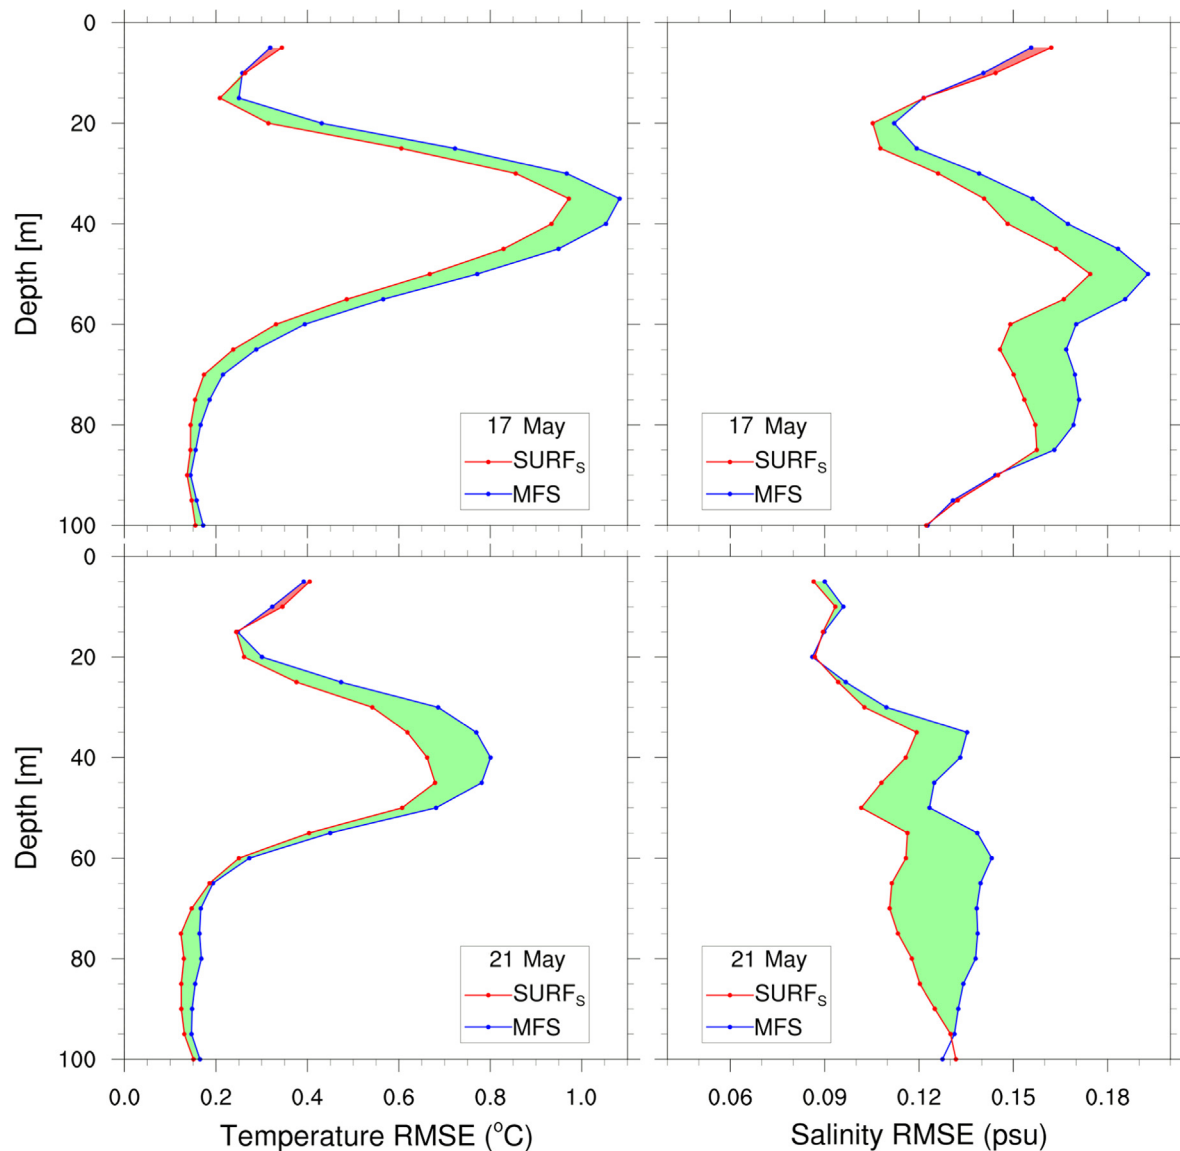 0
20
40
60
80
100
Depth [m]
17 May
SURFS
MFS
17 May
SURFS
MFS
0
20
40
60
80
100
Depth [m]
21 May
SURFS
MFS
21 May
SURFS
MFS
0.0 0.2 0.4 0.6 0.8 1.0
0.06 0.09 0.12 0.15 0.18
Temperature RMSE (°C)
Salinity RMSE (psu)